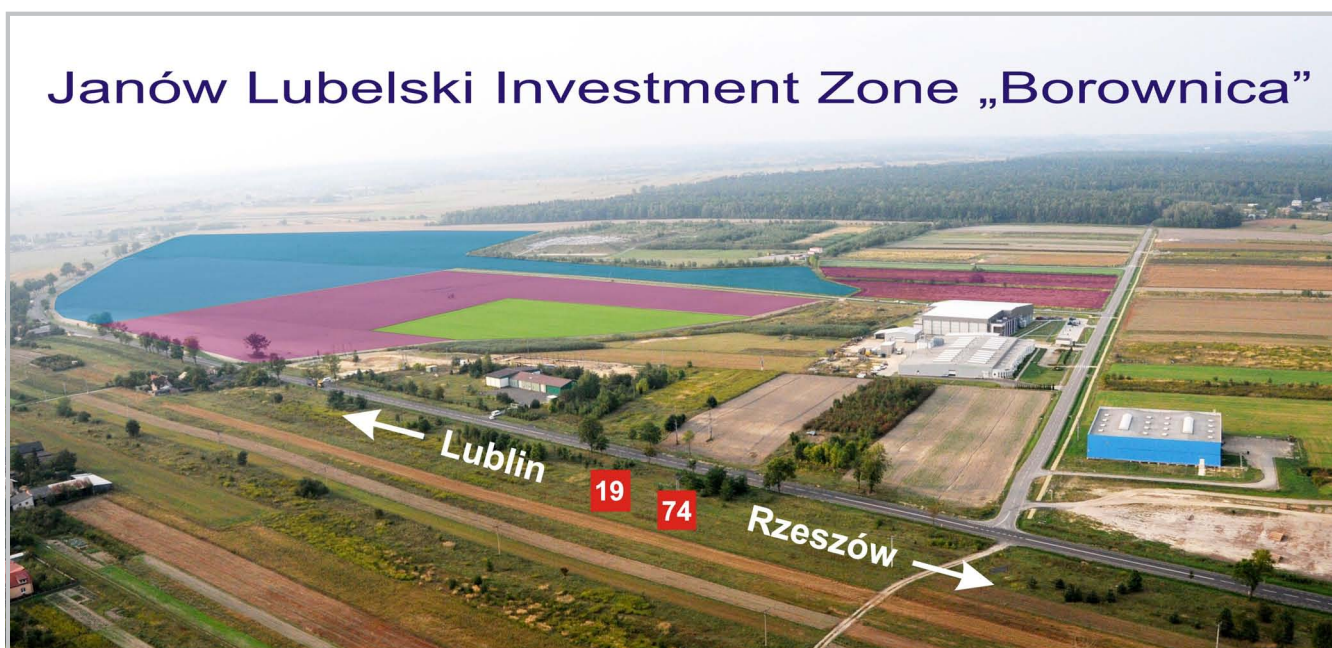 Janów Lubelski Investment Zone „Borownica”
Lublin
19
74
Rzeszów